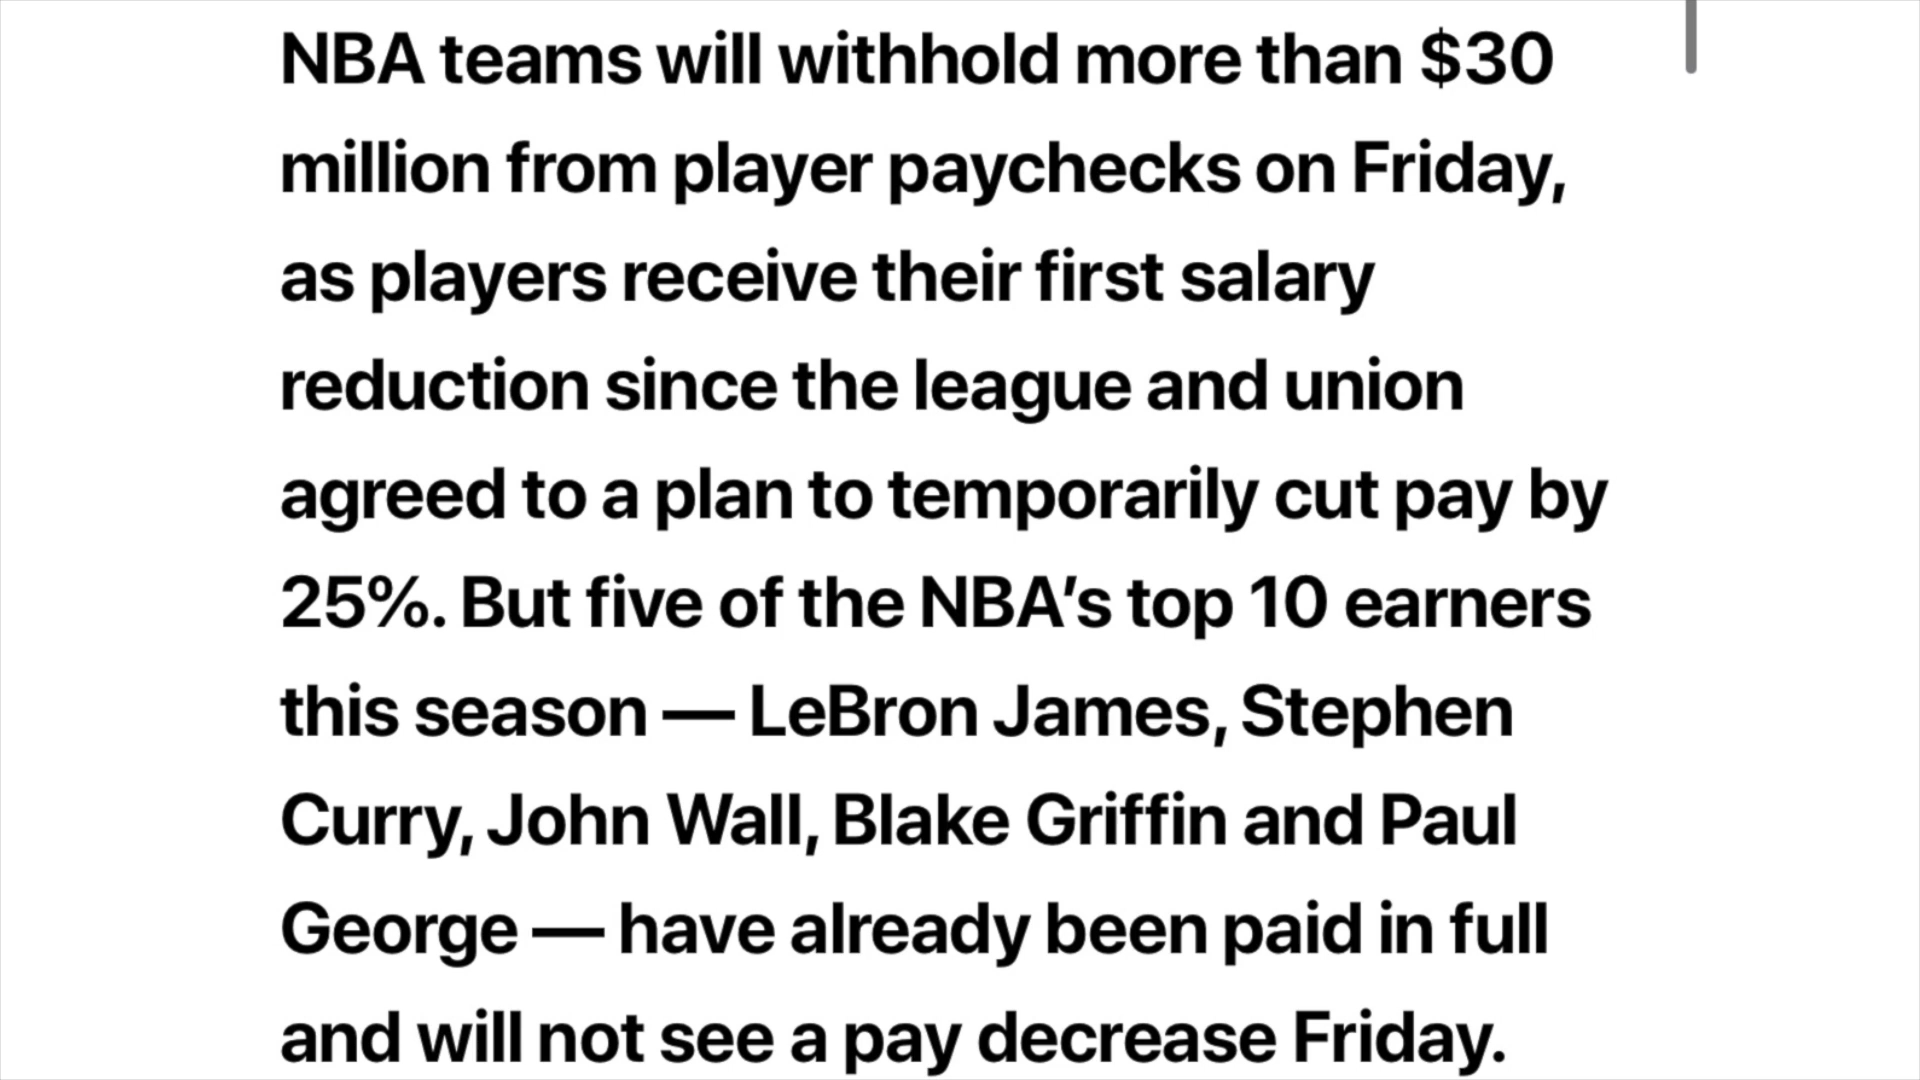 NBA teams will withhold more than $30
million from player paychecks on Friday,
as players receive their first salary
reduction since the league and union
agreed to a plan to temporarily cut pay by
25%. But five of the NBA’s top 10 earners
this season — LeBron James, Stephen
Curry, John Wall, Blake Griffin and Paul
George — have already been paid in full
and will not see a pay decrease Friday.